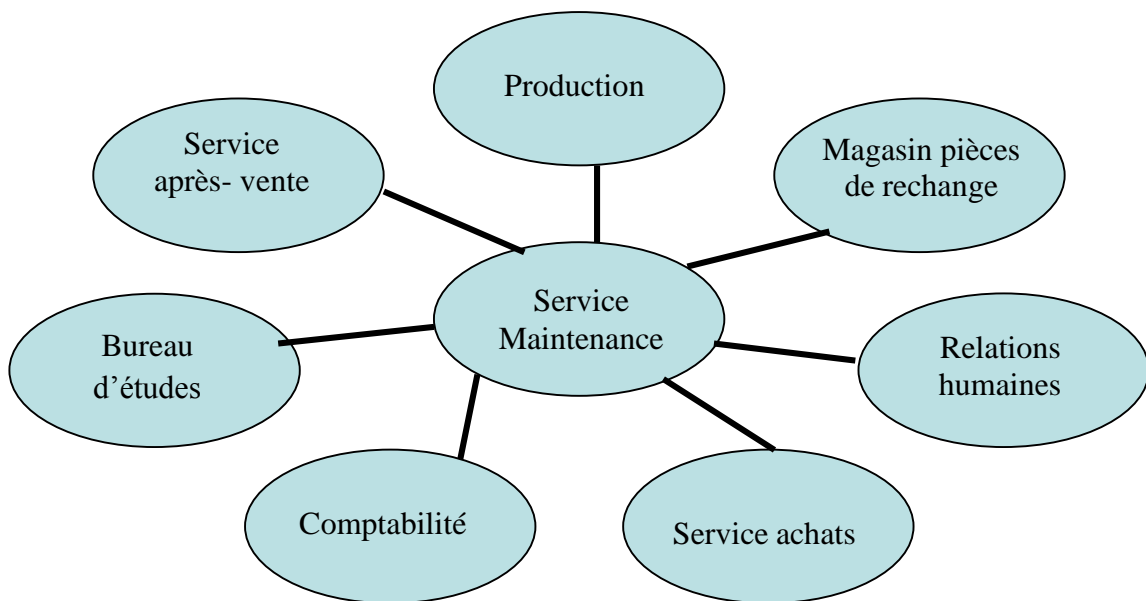 Production
Service
après- vente
Magasin pièces
de rechange
Service
Maintenance
Bureau
d’études
Relations
humaines
Comptabilité
Service achats